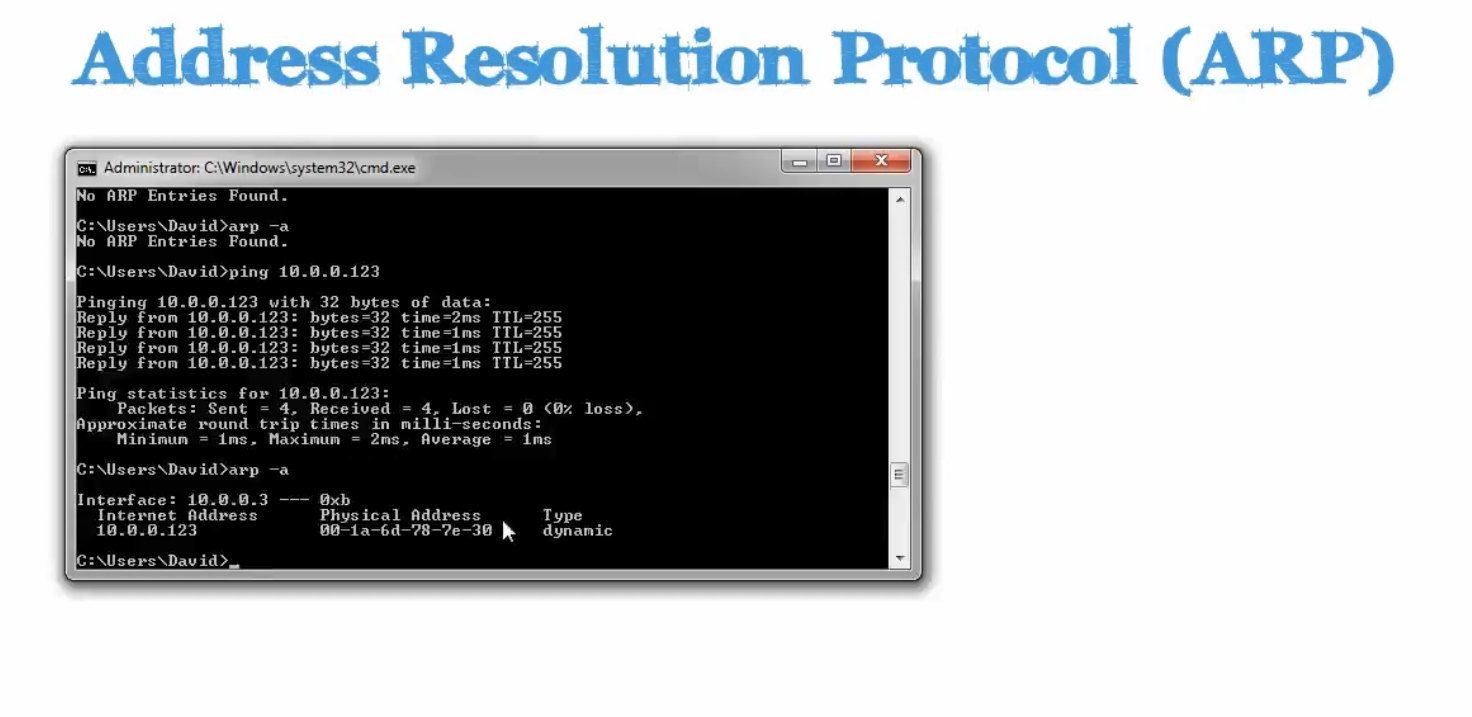 Address Resolution Protocol (ARP)
Administrator: C:\Windows\system32\cmd.exe
No ARP Entries Found.
C:\Users\David>arp -a
No ARP Entries Found.
C:\Users\David>ping 10.0.0.123
Pinging 10.0.0.123 with 32 bytes of data:
Reply from 10.0.0.123: bytes=32 time=2ms TTL=255
Reply from 10.0.0.123: bytes=32 time=1ms TTL=255
Reply from 10.0.0.123: bytes=32 time=1ms TTL=255
Reply from 10.0.0.123: bytes=32 time=1ms TTL=255
Ping statistics for 10.0.0.123:
Packets: Sent = 4, Received = 4, Lost = 0 (0% loss),
Approximate round trip times in milli-seconds:
Minimum = 1ms, Maximum = 2ms, Average = 1ms
C:\Users\David>arp -a
Interface: 10.0.0.3 --- 0xb
Internet Address Physical Address Type
10.0.0.123 00-1a-6d-78-7e-30 dynamic
C:\Users\David>_